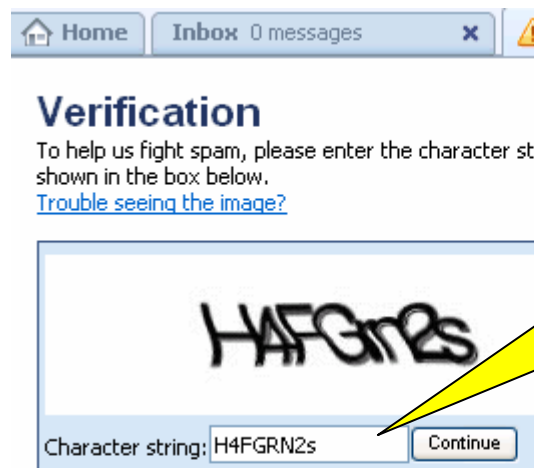 Home Inbox 0 messages x
Verification
To help us fight spam, please enter the character st
shown in the box below.
Trouble seeing the image?
H4FGrn2s
Character string: H4FGRN2s Continue